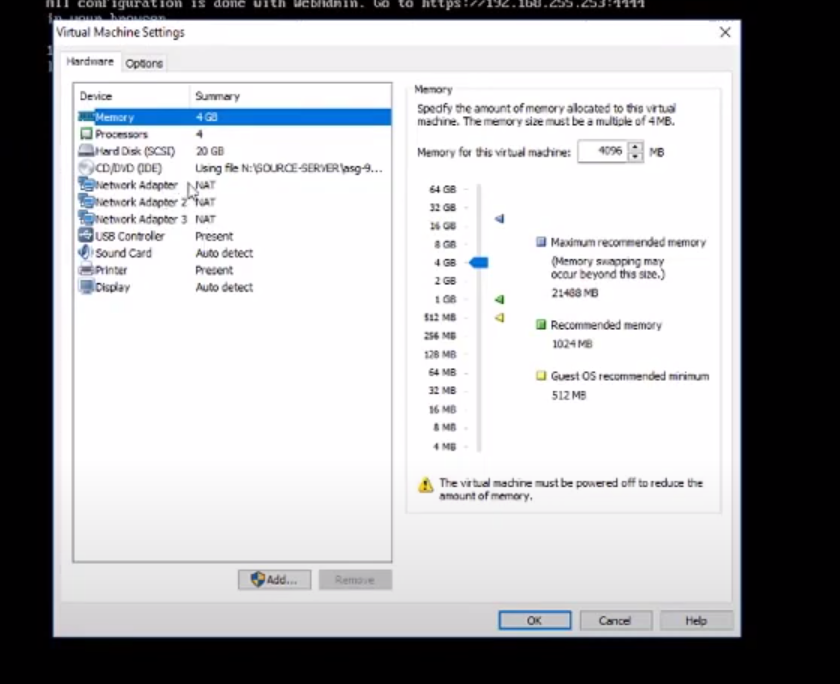 All configuration is done with WebAdmin. Go to https://192.168.255.253:4444
in your browser.
Virtual Machine Settings
Hardware
Options
Device Summary
Memory 4 GB
Processors 4
Hard Disk (SCSI) 20 GB
CD/DVD (IDE) Using file N:\SOURCE-SERVER\asg-9...
Network Adapter NAT
Network Adapter 2 NAT
Network Adapter 3 NAT
USB Controller Present
Sound Card Auto detect
Printer Present
Display Auto detect
Add...
Remove
Memory
Specify the amount of memory allocated to this virtual
machine. The memory size must be a multiple of 4 MB.
Memory for this virtual machine: 4096 MB
64 GB
32 GB
16 GB
8 GB
4 GB
2 GB
1 GB
512 MB
256 MB
128 MB
64 MB
32 MB
16 MB
8 MB
4 MB
Maximum recommended memory
(Memory swapping may
occur beyond this size.)
21488 MB
Recommended memory
1024 MB
Guest OS recommended minimum
512 MB
The virtual machine must be powered off to reduce the
amount of memory.
OK
Cancel
Help